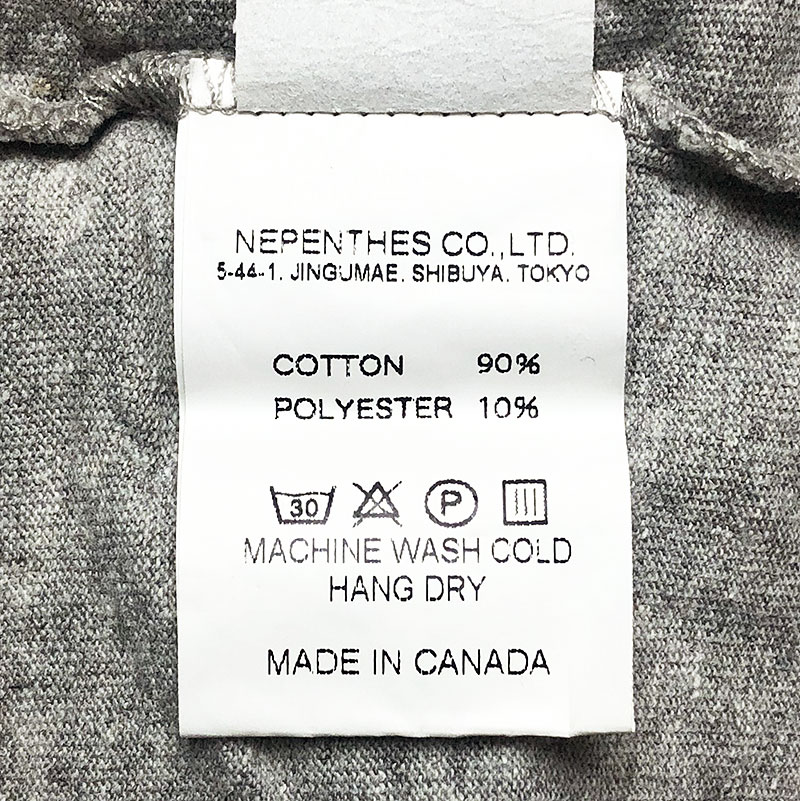 NEPENTHES CO.,LTD.
5-44-1. JINGUMAE. SHIBUYA. TOKYO
COTTON 90%
POLYESTER 10%
30 P
MACHINE WASH COLD
HANG DRY
MADE IN CANADA